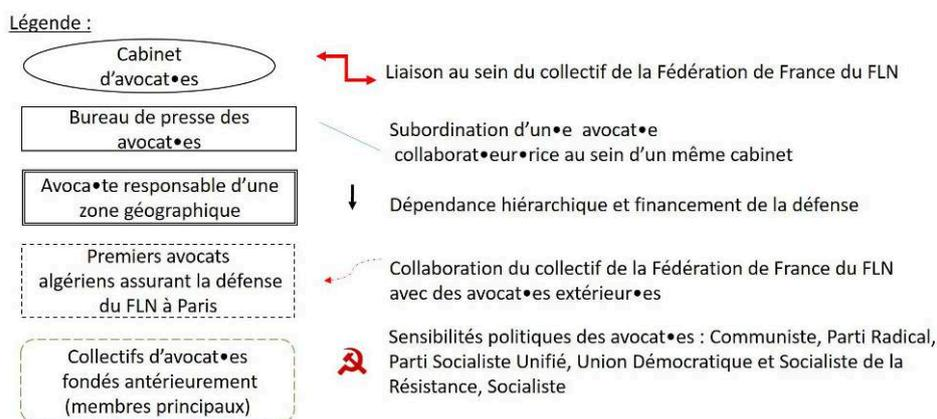 Légende :
Cabinet
d’avocat•es
Liaison au sein du collectif de la Fédération de France du FLN
Bureau de presse des
avocat•es
Subordination d’un•e avocat•e
collaborat•eur•rice au sein d’un même cabinet
Avoca•te responsable d’une
zone géographique
Dépendance hiérarchique et financement de la défense
Premiers avocats
algériens assurant la défense
du FLN à Paris
Collaboration du collectif de la Fédération de France du FLN
avec des avocat•es extérieur•es
Collectifs d’avocat•es
fondés antérieurement
(membres principaux)
Sensibilités politiques des avocat•es : Communiste, Parti Radical,
Parti Socialiste Unifié, Union Démocratique et Socialiste de la
Résistance, Socialiste